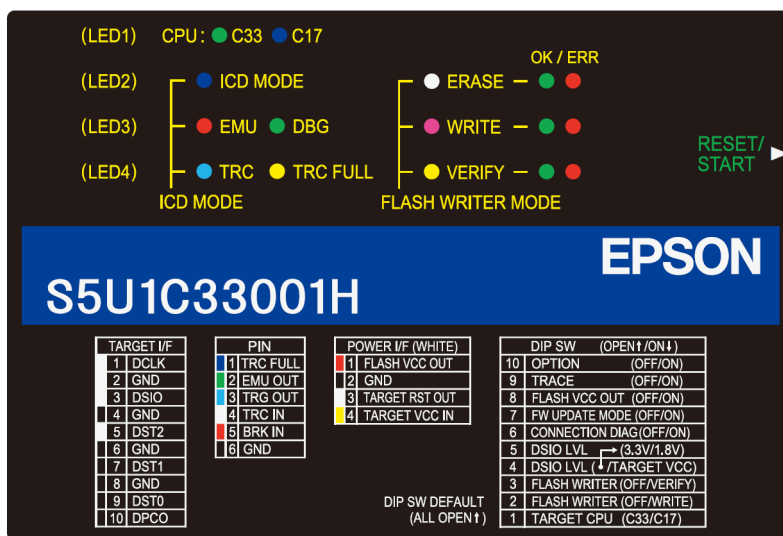 (LED1) CPU: C33 C17
OK / ERR
(LED2) ICD MODE ERASE
(LED3) EMU DBG WRITE
(LED4) TRC TRC FULL VERIFY
ICD MODE FLASH WRITER MODE
RESET/
START
EPSON
S5U1C33001H
TARGET I/F
1 DCLK
2 GND
3 DSIO
4 GND
5 DST2
6 GND
7 DST1
8 GND
9 DST0
10 DPCO
PIN
1 TRC FULL
2 EMU OUT
3 TRG OUT
4 TRC IN
5 BRK IN
6 GND
POWER I/F (WHITE)
1 FLASH VCC OUT
2 GND
3 TARGET RST OUT
4 TARGET VCC IN
DIP SW (OPEN↑/ON↓)
10 OPTION (OFF/ON)
9 TRACE (OFF/ON)
8 FLASH VCC OUT (OFF/ON)
7 FW UPDATE MODE (OFF/ON)
6 CONNECTION DIAG(OFF/ON)
5 DSIO LVL (3.3V/1.8V)
4 DSIO LVL ( /TARGET VCC)
3 FLASH WRITER(OFF/VERIFY)
2 FLASH WRITER (OFF/WRITE)
1 TARGET CPU (C33/C17)
DIP SW DEFAULT
(ALL OPEN↑)